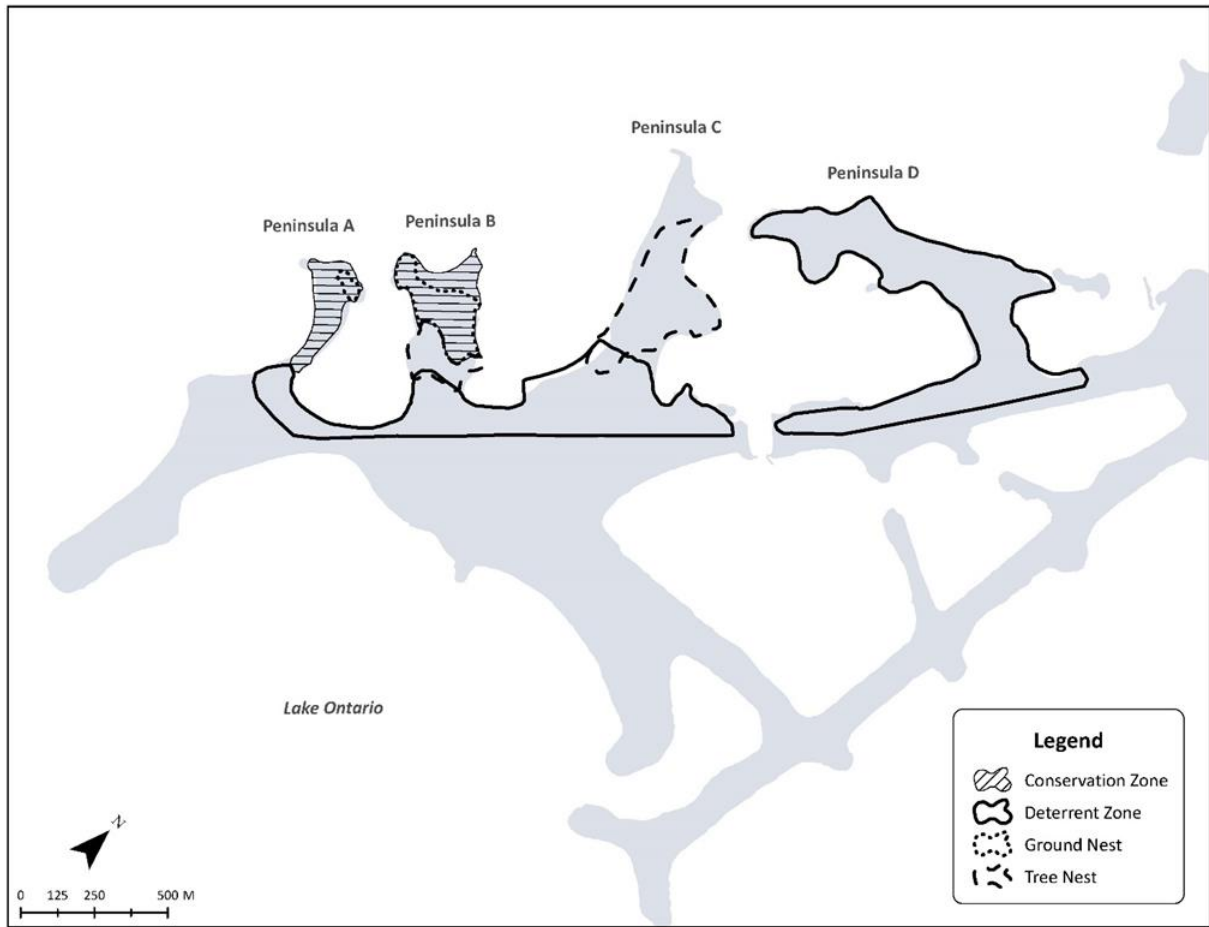 Peninsula C
Peninsula D
Peninsula A
Peninsula B
Lake Ontario
Legend
Conservation Zone
Deterrent Zone
Ground Nest
Tree Nest
N
0 125 250 500 M